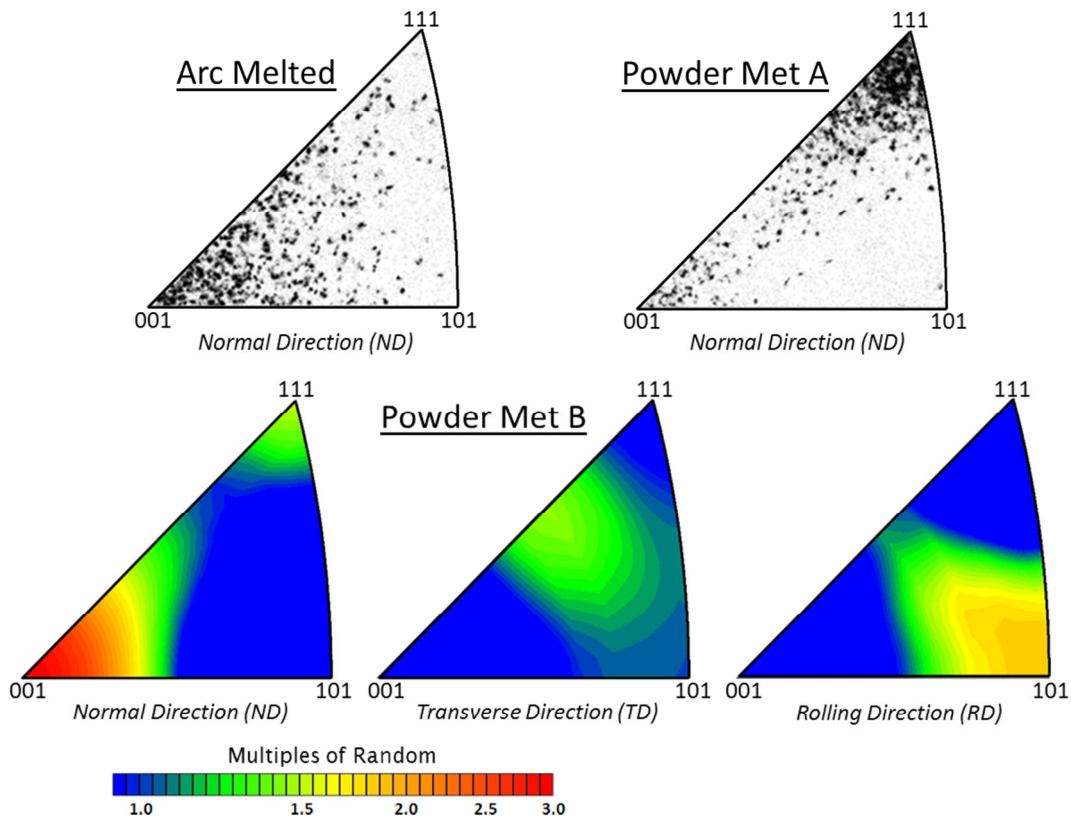 111
111
Arc Melted
Powder Met A
001
101
001
101
Normal Direction (ND)
Normal Direction (ND)
111
111
111
Powder Met B
001
101
001
101
001
101
Normal Direction (ND)
Transverse Direction (TD)
Rolling Direction (RD)
Multiples of Random
1.0
1.5
2.0
2.5
3.0